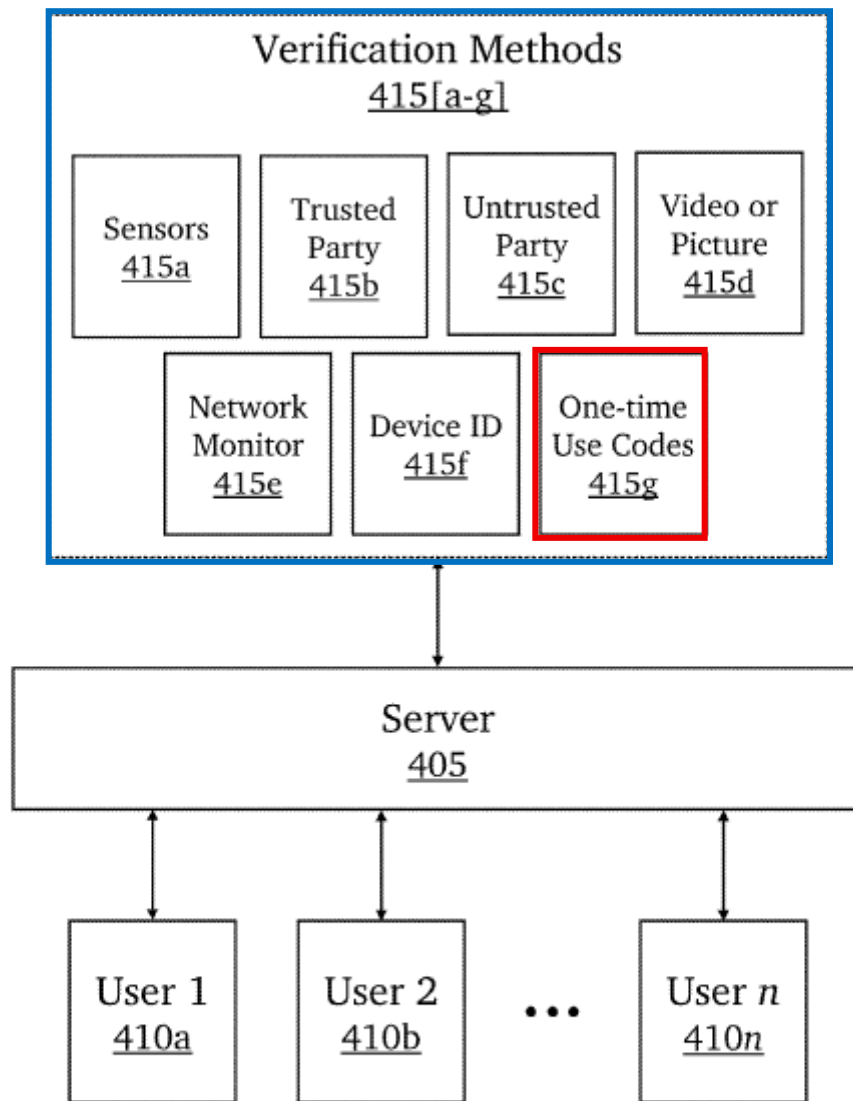 Verification Methods
415[a-g]
Sensors
415a
Trusted
Party
415b
Untrusted
Party
415c
Video or
Picture
415d
Network
Monitor
415e
Device ID
415f
One-time
Use Codes
415g
Server
405
User 1
410a
User 2
410b
•••
User n
410n